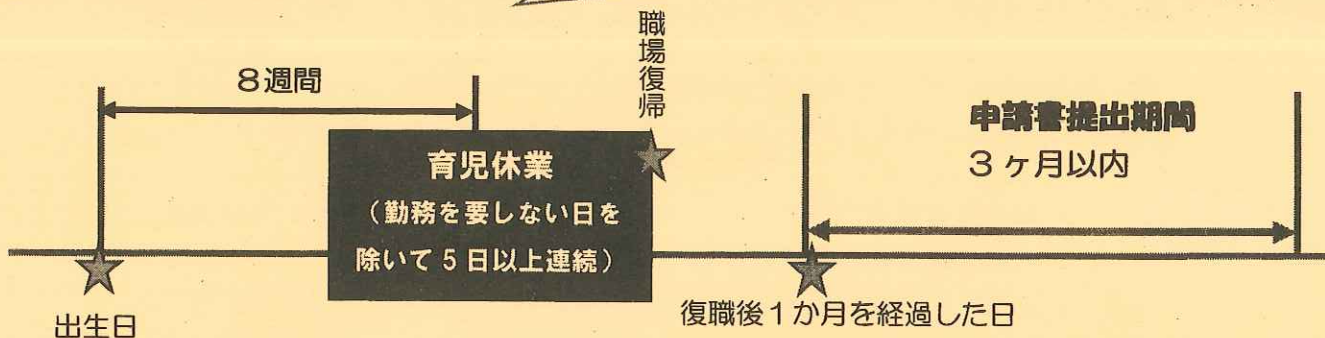 職場復帰
8週間
申請書提出期間
3ヶ月以内
育児休業
（勤務を要しない日を
除いて5日以上連続）
出生日
復職後1か月を経過した日